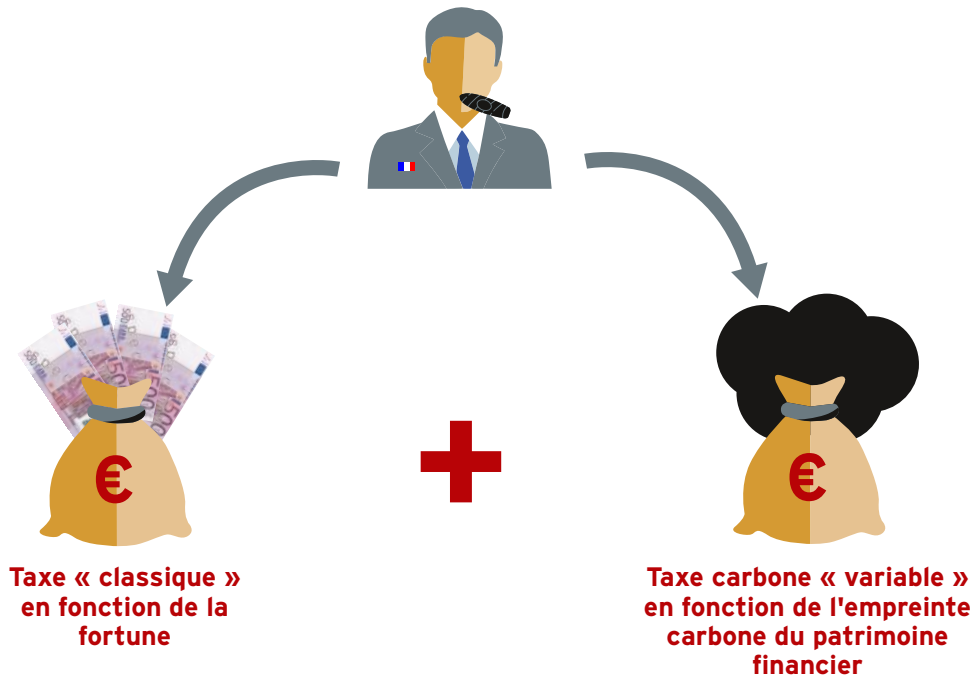 €
€
Taxe « classique »
en fonction de la
fortune
Taxe carbone « variable »
en fonction de l'empreinte
carbone du patrimoine
financier